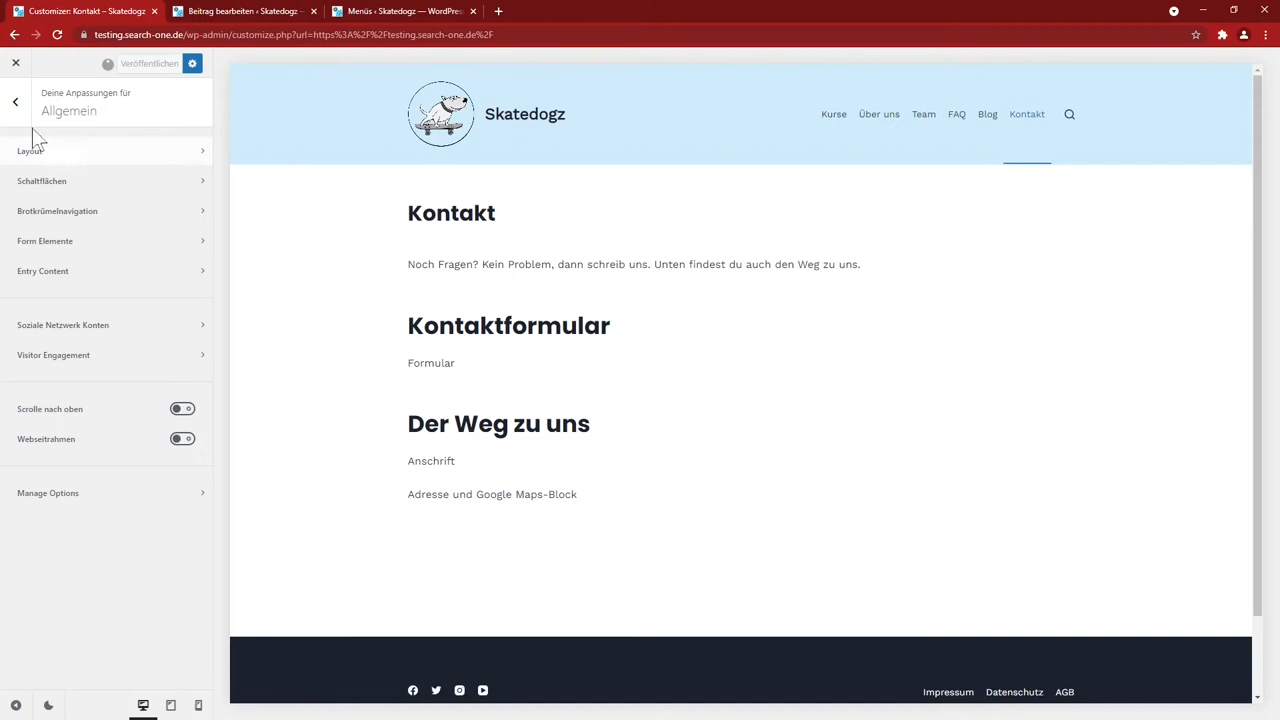 Customizer Kontakt – Skatedogz
Beitrag bearbeiten ‹ Skatedogz –
Menüs ‹ Skatedogz — WordPres
testing.search-one.de/wp-admin/customize.php?url=https%3A%2F%2Ftesting.search-one.de%2F
Veröffentlichen
Deine Anpassungen für
Allgemein
Layout
Schaltflächen
Brotkrümelnavigation
Form Elemente
Entry Content
Soziale Netzwerk Konten
Visitor Engagement
Scrolle nach oben
Webseitrahmen
Manage Options
Skatedogz
Kurse Über uns Team FAQ Blog Kontakt
Kontakt
Noch Fragen? Kein Problem, dann schreib uns. Unten findest du auch den Weg zu uns.
Kontaktformular
Formular
Der Weg zu uns
Anschrift
Adresse und Google Maps-Block
Impressum Datenschutz AGB